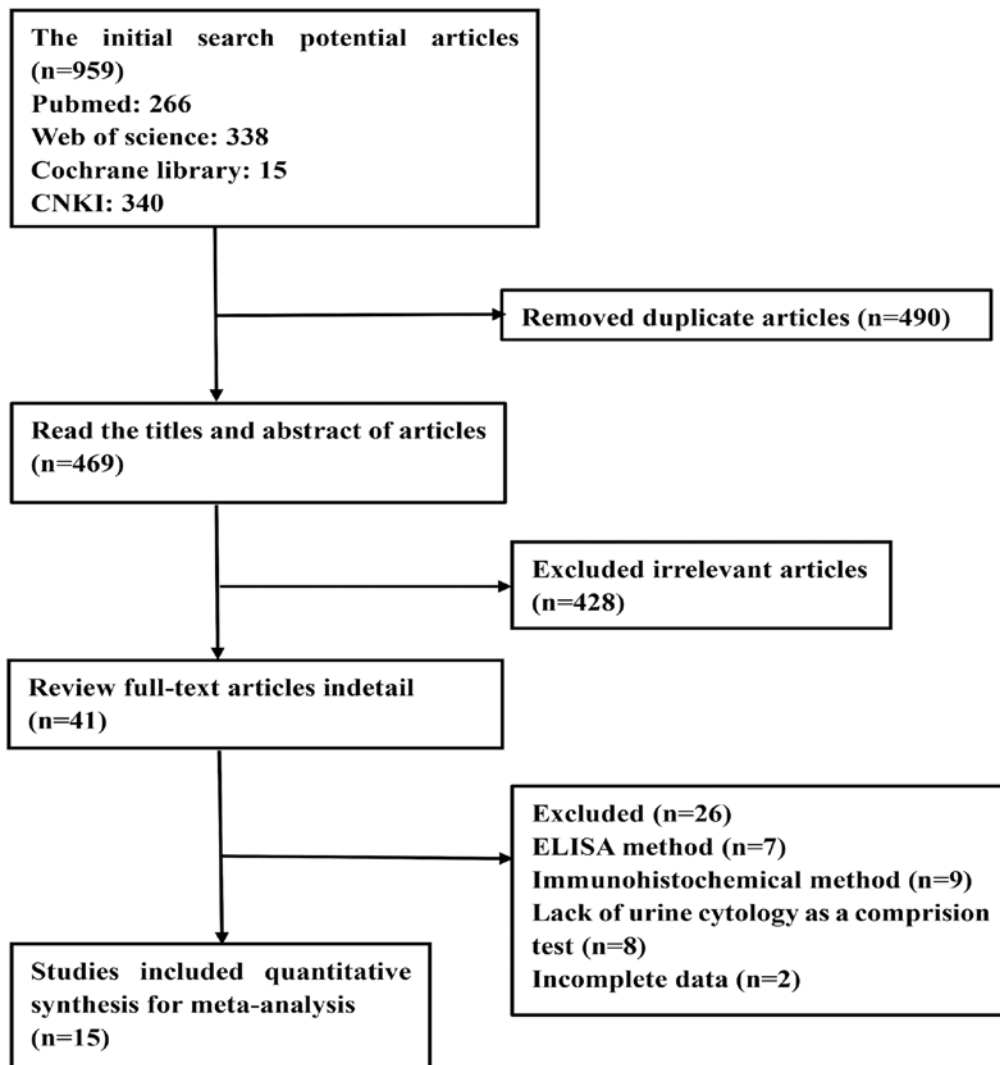 The initial search potential articles
(n=959)
Pubmed: 266
Web of science: 338
Cochrane library: 15
CNKI: 340
Removed duplicate articles (n=490)
Read the titles and abstract of articles
(n=469)
Excluded irrelevant articles
(n=428)
Review full-text articles indetail
(n=41)
Excluded (n=26)
ELISA method (n=7)
Immunohistochemical method (n=9)
Lack of urine cytology as a comprision
test (n=8)
Incomplete data (n=2)
Studies included quantitative
synthesis for meta-analysis
(n=15)